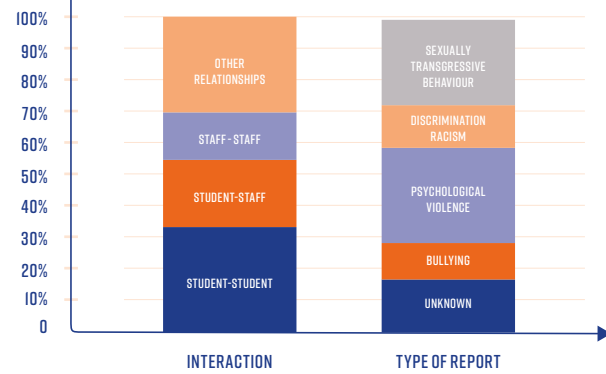 100%
90%
80%
70%
60%
50%
40%
30%
20%
10%
0
OTHER
RELATIONSHIPS
STAFF-STAFF
STUDENT-STAFF
STUDENT-STUDENT
SEXUALLY
TRANSGRESSIVE
BEHAVIOUR
DISCRIMINATION
RACISM
PSYCHOLOGICAL
VIOLENCE
BULLYING
UNKNOWN
INTERACTION
TYPE OF REPORT